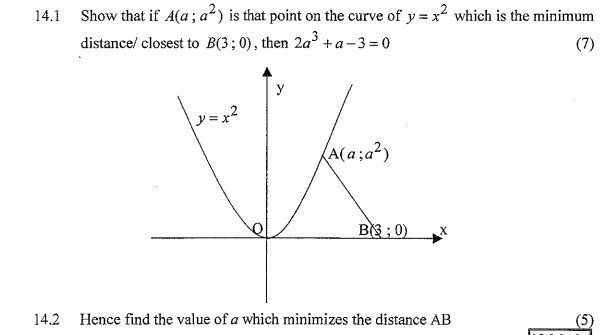 14.1 Show that if A(a ; a²) is that point on the curve of y = x² which is the minimum
distance/ closest to B(3 ; 0), then 2a³ + a − 3 = 0 (7)
y
y = x²
A(a ; a²)
O
B(3 ; 0)
x
14.2 Hence find the value of a which minimizes the distance AB (5)